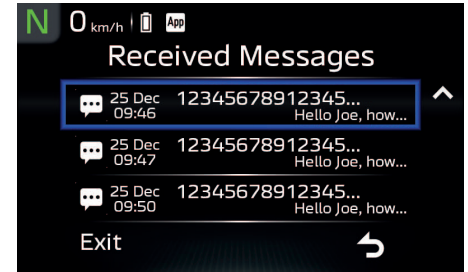 N 0 km/h App
Received Messages
25 Dec 12345678912345...
09:46 Hello Joe, how...
25 Dec 12345678912345...
09:47 Hello Joe, how...
25 Dec 12345678912345...
09:50 Hello Joe, how...
Exit